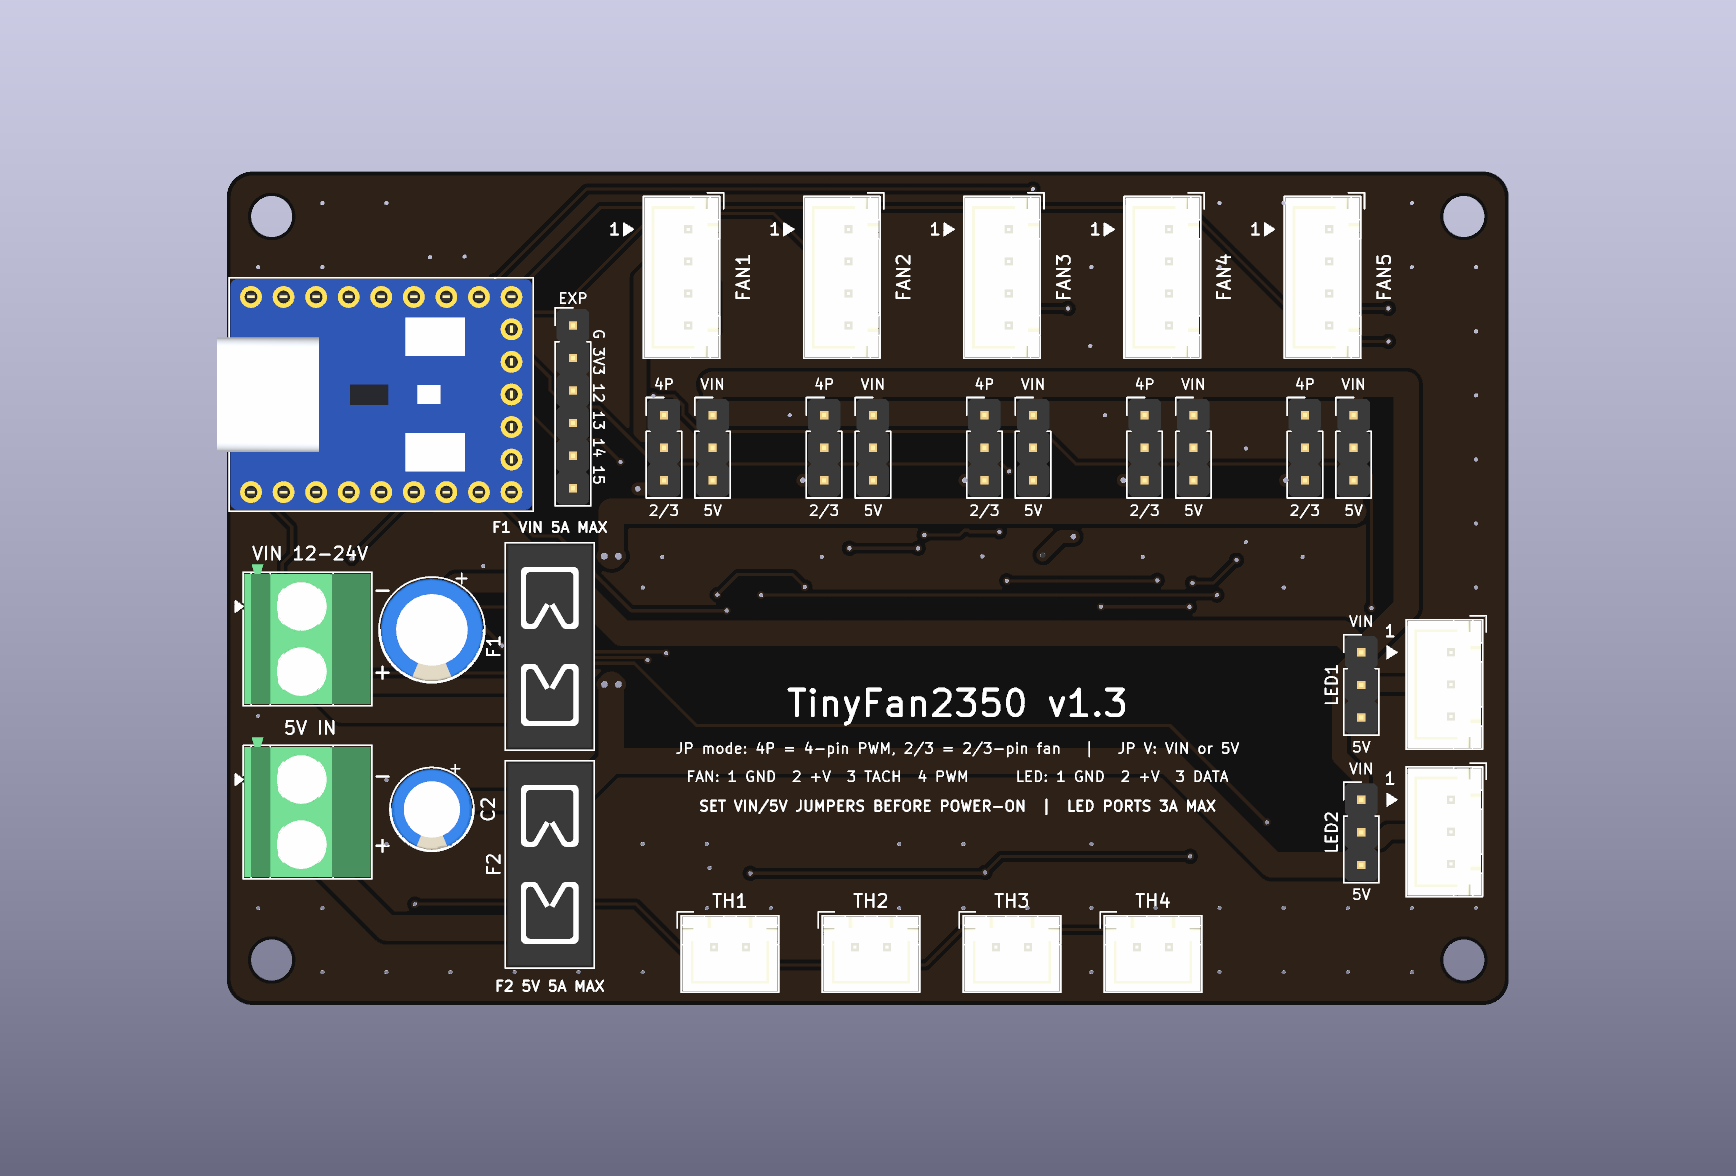 1 FAN1
1 FAN2
1 FAN3
1 FAN4
1 FAN5
EXP
G 3V3 12 13 14 15
4P VIN 4P VIN 4P VIN 4P VIN 4P VIN
2/3 5V 2/3 5V 2/3 5V 2/3 5V 2/3 5V
F1 VIN 5A MAX
VIN 12-24V
- +
+
F1
5V IN
- +
+
C2
F2
F2 5V 5A MAX
TinyFan2350 v1.3
JP mode: 4P = 4-pin PWM, 2/3 = 2/3-pin fan | JP V: VIN or 5V
FAN: 1 GND 2 +V 3 TACH 4 PWM LED: 1 GND 2 +V 3 DATA
SET VIN/5V JUMPERS BEFORE POWER-ON | LED PORTS 3A MAX
VIN 1
LED1
5V
VIN 1
LED2
5V
TH1 TH2 TH3 TH4